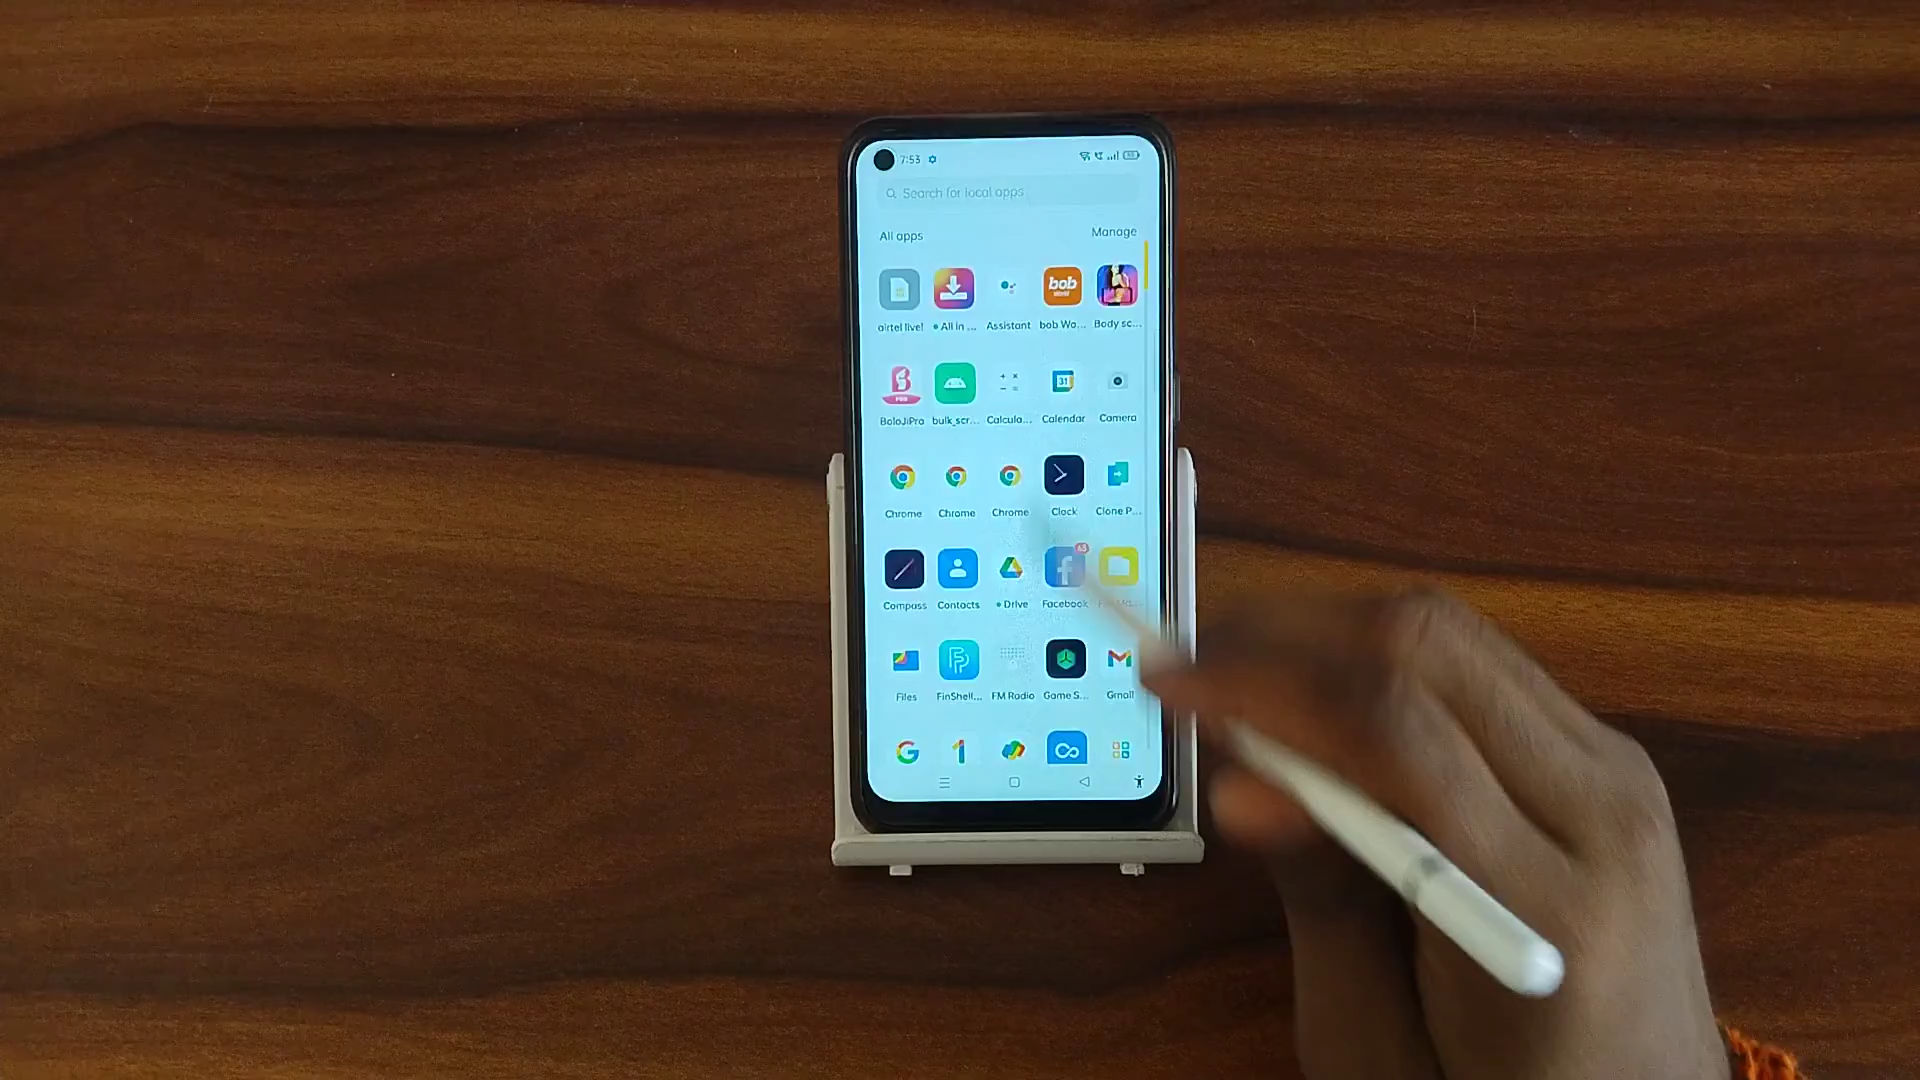 7:53
Search for local apps
All apps Manage
bob
airtel live! All in ... Assistant bob Wo... Body sc...
31
BoloJiPro bulk_scr... Calcula... Calendar Camera
Chrome Chrome Chrome Clock Clone P...
63
Compass Contacts Drive Facebook
Files FinShell... FM Radio Game S... Gmail